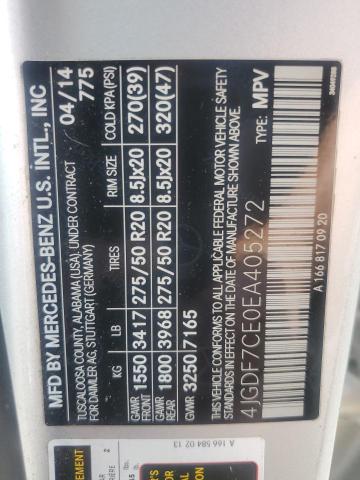 MFD BY MERCEDES-BENZ U.S. INTL., INC
TUSCALOOSA COUNTY, ALABAMA (USA), UNDER CONTRACT 04/14
FOR DAIMLER AG, STUTTGART (GERMANY) 775
KG LB TIRES RIM SIZE COLD KPA(PSI)
GAWR FRONT 1550 3417 275/50 R20 8.5Jx20 270(39)
GAWR REAR 1800 3968 275/50 R20 8.5Jx20 320(47)
GVWR 3250 7165
THIS VEHICLE CONFORMS TO ALL APPLICABLE FEDERAL MOTOR VEHICLE SAFETY
STANDARDS IN EFFECT ON THE DATE OF MANUFACTURE SHOWN ABOVE.
4JGDF7CE0EA405272 TYPE: MPV
A 166 817 09 20
A 166 584 02 13